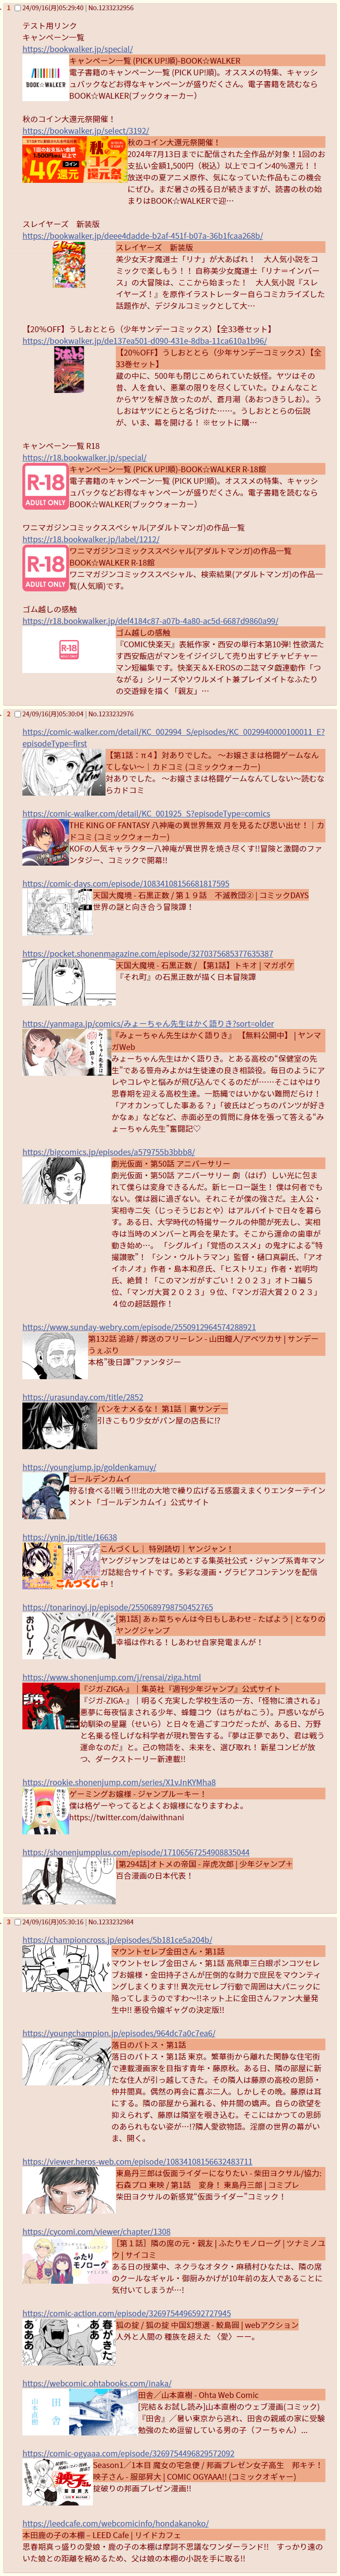 1 24/09/16(月)05:29:40 | No.1233232956
テスト用リンク
キャンペーン一覧
https://bookwalker.jp/special/
キャンペーン一覧 (PICK UP!順)-BOOK☆WALKER
電子書籍のキャンペーン一覧 (PICK UP!順)。オススメの特集、キャッシ
ュバックなどお得なキャンペーンが盛りだくさん。電子書籍を読むなら
BOOK☆WALKER(ブックウォーカー）
BOOK☆WALKER
秋のコイン大還元祭開催！
https://bookwalker.jp/select/3192/
秋のコイン大還元祭開催！
2024年7月13日までに配信された全作品が対象！1回のお
支払い金額1,500円（税込）以上でコイン40%還元！！
放送中の夏アニメ原作、気になっていた作品もこの機会
にぜひ。まだ暑さの残る日が続きますが、読書の秋の始
まりはBOOK☆WALKERで迎…
スレイヤーズ　新装版
https://bookwalker.jp/deee4dadde-b2af-451f-b07a-36b1fcaa268b/
スレイヤーズ　新装版
美少女天才魔道士「リナ」が大あばれ！　大人気小説をコ
ミックで楽しもう！！ 自称美少女魔道士「リナ＝インバー
ス」の大冒険は、ここから始まった！　大人気小説『スレ
イヤーズ！』を原作イラストレーター自らコミカライズした
話題作が、デジタルコミックとして大…
【20％OFF】うしおととら（少年サンデーコミックス）【全33巻セット】
https://bookwalker.jp/de137ea501-d090-431e-8dba-11ca610a1b96/
【20％OFF】うしおととら（少年サンデーコミックス）【全
33巻セット】
蔵の中に、500年も閉じこめられていた妖怪。ヤツはその
昔、人を食い、悪業の限りを尽くしていた。ひょんなこと
からヤツを解き放ったのが、蒼月潮（あおつきうしお）。う
しおはヤツにとらと名づけた……。うしおととらの伝説
が、いま、幕を開ける！ ※セットに購…
キャンペーン一覧 R18
https://r18.bookwalker.jp/special/
キャンペーン一覧 (PICK UP!順)-BOOK☆WALKER R-18館
電子書籍のキャンペーン一覧 (PICK UP!順)。オススメの特集、キャッシ
ュバックなどお得なキャンペーンが盛りだくさん。電子書籍を読むなら
BOOK☆WALKER(ブックウォーカー）
R-18
ADULT ONLY
ワニマガジンコミックススペシャル(アダルトマンガ)の作品一覧
https://r18.bookwalker.jp/label/1212/
ワニマガジンコミックススペシャル(アダルトマンガ)の作品一覧
BOOK☆WALKER R-18館
ワニマガジンコミックススペシャル、検索結果(アダルトマンガ)の作品一
覧(人気順)です。
R-18
ADULT ONLY
ゴム越しの感触
https://r18.bookwalker.jp/def4184c87-a07b-4a80-ac5d-6687d9860a99/
ゴム越しの感触
『COMIC快楽天』表紙作家・西安の単行本第10弾! 性欲満た
す西安飯店がマンをイジイジして売り出すピチャピチャー
マン短編集です。快楽天＆X-EROSの二誌マタ戯連動作「つ
ながる」シリーズやソウルメイト兼プレイメイトなふたり
の交遊録を描く「親友」…
R-18
2 24/09/16(月)05:30:04 | No.1233232976
https://comic-walker.com/detail/KC_002994_S/episodes/KC_0029940000100011_E?
episodeType=first
【第1話：π４】対ありでした。 ～お嬢さまは格闘ゲームなん
てしない～｜カドコミ (コミックウォーカー)
対ありでした。 ～お嬢さまは格闘ゲームなんてしない～読むな
らカドコミ
https://comic-walker.com/detail/KC_001925_S?episodeType=comics
THE KING OF FANTASY 八神庵の異世界無双 月を見るたび思い出せ！｜カ
ドコミ (コミックウォーカー)
KOFの人気キャラクター八神庵が異世界を焼き尽くす!!冒険と激闘のファ
ンタジー、コミックで開幕!!
https://comic-days.com/episode/10834108156681817595
天国大魔境 - 石黒正数 / 第１９話　不滅教団② | コミックDAYS
世界の謎と向き合う冒険譚！
https://pocket.shonenmagazine.com/episode/3270375685377635387
天国大魔境 - 石黒正数 / 【第1話】トキオ | マガポケ
『それ町』の石黒正数が描く日本冒険譚
https://yanmaga.jp/comics/みょーちゃん先生はかく語りき?sort=older
『みょーちゃん先生はかく語りき』 【無料公開中】 | ヤンマ
ガWeb
みょーちゃん先生はかく語りき。とある高校の“保健室の先
生”である笹舟みよかは生徒達の良き相談役。毎日のようにア
レやコレやと悩みが飛び込んでくるのだが……そこはやはり
思春期を迎える高校生達。一筋縄ではいかない難問だらけ！
「アオカンってした事ある？」「彼氏はどっちのパンツが好き
かなぁ」などなど、赤面必至の質問に身体を張って答える“み
ょーちゃん先生”奮闘記♡
https://bigcomics.jp/episodes/a579755b3bbb8/
劇光仮面・第50話 アニバーサリー
劇光仮面・第50話 アニバーサリー 劇（はげ）しい光に包ま
れて僕らは変身できるんだ。新ヒーロー誕生！ 僕は何者でも
ない。僕は器に過ぎない。それこそが僕の強さだ。主人公・
実相寺二矢（じっそうじおとや）はアルバイトで日々を暮ら
す。ある日、大学時代の特撮サークルの仲間が死去し、実相
寺は当時のメンバーと再会を果たす。そこから運命の歯車が
動き始め…。 「シグルイ」「覚悟のススメ」の鬼才による“特
撮讃歌”！ 「シン・ウルトラマン」監督・樋口真嗣氏、「アオ
イホノオ」作者・島本和彦氏、「ヒストリエ」作者・岩明均
氏、絶賛！「このマンガがすごい！２０２３」オトコ編５
位、「マンガ大賞２０２３」９位、「マンガ沼大賞２０２３」
４位の超話題作！
https://www.sunday-webry.com/episode/2550912964574288921
第132話 追跡 / 葬送のフリーレン - 山田鐘人/アベツカサ | サンデー
うぇぶり
本格“後日譚”ファンタジー
https://urasunday.com/title/2852
パンをナメるな！ 第1話｜裏サンデー
引きこもり少女がパン屋の店長に!?
https://youngjump.jp/goldenkamuy/
ゴールデンカムイ
狩る!食べる!!戦う!!!北の大地で繰り広げる五感震えまくりエンターテイン
メント「ゴールデンカムイ」公式サイト
https://ynjn.jp/title/16638
こんづくし｜ 特別読切｜ヤンジャン！
ヤングジャンプをはじめとする集英社公式・ジャンプ系青年マン
ガ誌総合サイトです。多彩な漫画・グラビアコンテンツを配信
中！
こんづくし
https://tonarinoyj.jp/episode/2550689798750452765
[第1話] あゎ菜ちゃんは今日もしあわせ - たばよう | となりの
ヤングジャンプ
幸福は作れる！しあわせ自家発電まんが！
おいしーっ
https://www.shonenjump.com/j/rensai/ziga.html
『ジガ-ZIGA-』｜集英社『週刊少年ジャンプ』公式サイト
『ジガ-ZIGA-』｜明るく充実した学校生活の一方、「怪物に潰される」
悪夢に毎夜悩まされる少年、蜂鐘コウ（はちがねこう）。戸惑いながら
幼馴染の星羅（せいら）と日々を過ごすコウだったが、ある日、万野
と名乗る怪しげな科学者が現れ警告する。『夢は正夢であり、君は戦う
運命なのだ』と。己の物語を、未来を、選び取れ！ 新星コンビが放
つ、ダークストーリー新連載!!
ジガ
https://rookie.shonenjump.com/series/X1vJnKYMha8
ゲーミングお嬢様 - ジャンプルーキー！
僕は格ゲーやってるとよくお嬢様になりますわよ。
https://twitter.com/daiwithnani
https://shonenjumpplus.com/episode/17106567254908835044
[第294話]オトメの帝国 - 岸虎次郎 | 少年ジャンプ＋
百合漫画の日本代表！
3 24/09/16(月)05:30:16 | No.1233232984
https://championcross.jp/episodes/5b181ce5a204b/
マウントセレブ金田さん・第1話
マウントセレブ金田さん・第1話 高飛車三白眼ポンコツセレ
ブお嬢様・金田持子さんが圧倒的な財力で庶民をマウンティ
ングしまくります!! 異次元セレブ行動で周囲は大パニックに
陥ってしまうのですわ〜!!ネット上に金田さんファン大量発
生中!! 悪役令嬢ギャグの決定版!!
https://youngchampion.jp/episodes/964dc7a0c7ea6/
落日のパトス・第1話
落日のパトス・第1話 東京。繁華街から離れた閑静な住宅街
で連載漫画家を目指す青年・藤原秋。ある日、隣の部屋に新
たな住人が引っ越してきた。その隣人は藤原の高校の恩師・
仲井間真。偶然の再会に喜ぶ二人。しかしその晩。藤原は耳
にする。隣の部屋から漏れる、仲井間の嬌声。自らの欲望を
抑えられず、藤原は隣室を覗き込む。そこにはかつての恩師
のあられもない姿が…!?隣人愛欲物語。淫靡の世界の幕がい
ま、開く。
https://viewer.heros-web.com/episode/10834108156632483711
東島丹三郎は仮面ライダーになりたい - 柴田ヨクサル/協力:
石森プロ 東映 / 第1話　変身！ 東島丹三郎 | コミプレ
柴田ヨクサルの新感覚“仮面ライダー”コミック！
https://cycomi.com/viewer/chapter/1308
［第１話］隣の席の元・親友 | ふたりモノローグ | ツナミノユ
ウ | サイコミ
ある日の授業中、ネクラなオタク・麻積村ひなたは、隣の席
のクールなギャル・御厨みかげが10年前の友人であることに
気付いてしまうが…!
ふたり
モノローグ
https://comic-action.com/episode/3269754496592727945
狐の掟 / 狐の掟 中国幻想選 - 鮫島圓 | webアクション
人外と人間の 種族を超えた 〈愛〉ーー。
春がきた
あああ
https://webcomic.ohtabooks.com/inaka/
田舎／山本直樹 - Ohta Web Comic
[完結＆お試し読み]山本直樹のウェブ漫画(コミック)
『田舎』／暑い東京から逃れ、田舎の親戚の家に受験
勉強のため逗留している男の子（フーちゃん）…
田舎
山本直樹
https://comic-ogyaaa.com/episode/3269754496829572092
Season1／1本目 魔女の宅急便 / 邦画プレゼン女子高生　邦キチ！
映子さん - 服部昇大 | COMIC OGYAAA!! (コミックオギャー)
掟破りの邦画プレゼン漫画!!
映子さん
https://leedcafe.com/webcomicinfo/hondakanoko/
本田鹿の子の本棚 – LEED Cafe | リイドカフェ
思春期真っ盛りの愛娘・鹿の子の本棚は摩訶不思議なワンダーランド!!　すっかり遠の
いた娘との距離を縮めるため、父は娘の本棚の小説を手に取る!!